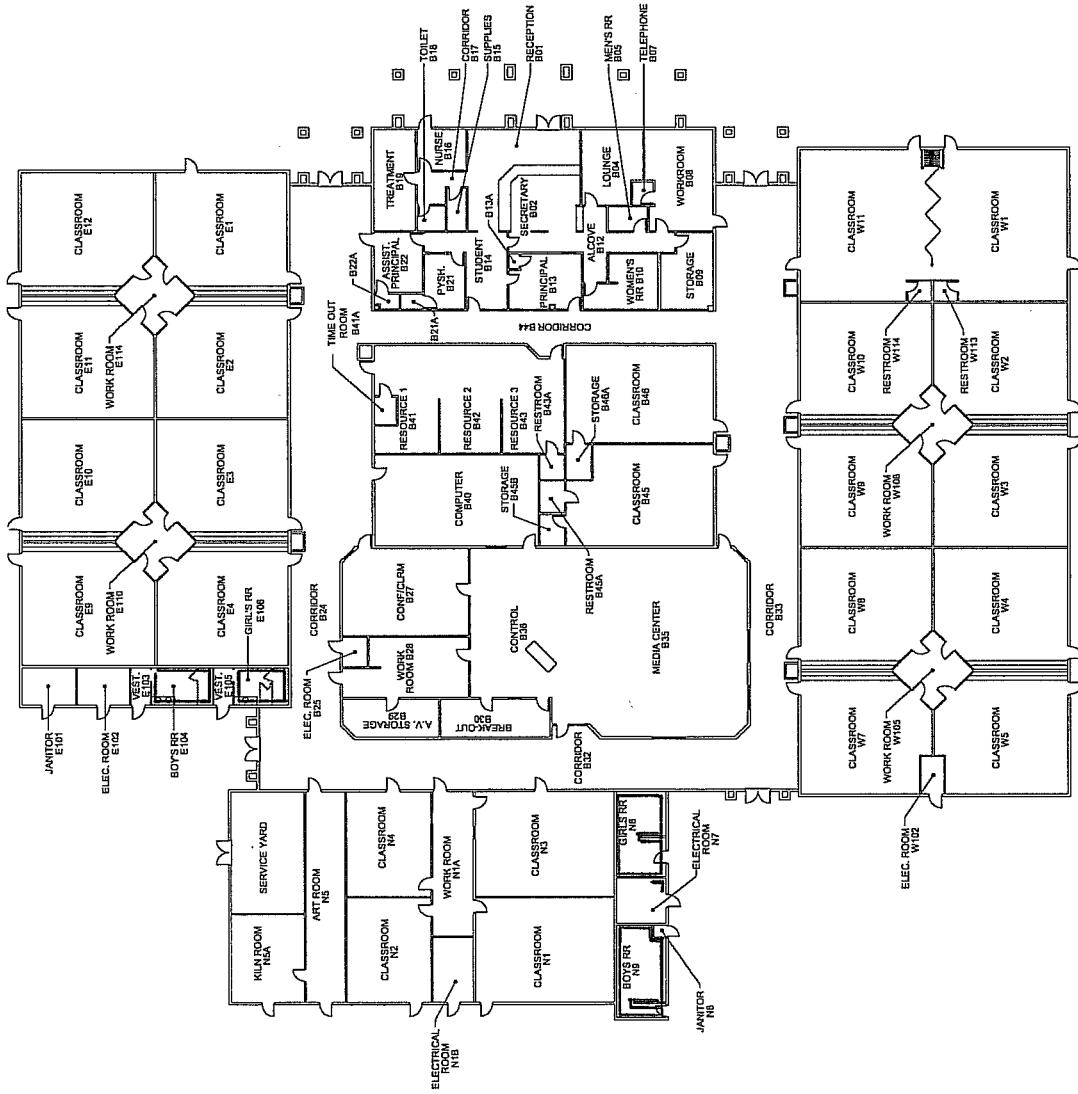 JANITOR
E101
ELEC. ROOM
E102
VEST.
E103
BOY'S RR
E104
VEST.
E105
GIRL'S RR
E106
CLASSROOM
E9
WORK ROOM
E110
CLASSROOM
E4
CLASSROOM
E10
CLASSROOM
E3
CLASSROOM
E11
WORK ROOM
E114
CLASSROOM
E2
CLASSROOM
E12
CLASSROOM
E1
TREATMENT
B19
NURSE
B16
TOILET
B18
CORRIDOR
B17
SUPPLIES
B15
RECEPTION
B01
MEN'S RR
B05
TELEPHONE
B07
B22A
ASSIST.
PRINCIPAL
B22
PYSH.
B21
B21A
STUDENT
B14
B13A
SECRETARY
B02
PRINCIPAL
B13
ALCOVE
B12
LOUNGE
B04
WORKROOM
B08
WOMEN'S
RR B10
STORAGE
B09
CORRIDOR B44
TIME OUT
ROOM
B41A
RESOURCE 1
B41
RESOURCE 2
B42
RESOURCE 3
B43
RESTROOM
B43A
STORAGE
B46A
CLASSROOM
B46
COMPUTER
B40
STORAGE
B45B
CLASSROOM
B45
RESTROOM
B45A
CORRIDOR
B24
ELEC. ROOM
B25
CONF/CLRM
B27
WORK
ROOM B28
A.V. STORAGE
B29
BREAK-OUT
B30
CONTROL
B36
MEDIA CENTER
B35
CORRIDOR
B32
CORRIDOR
B33
KILN ROOM
N5A
SERVICE YARD
ART ROOM
N5
CLASSROOM
N2
CLASSROOM
N4
WORK ROOM
N1A
ELECTRICAL
ROOM
N1B
CLASSROOM
N1
CLASSROOM
N3
BOYS RR
N9
JANITOR
N8
ELECTRICAL
ROOM
N7
GIRLS RR
N6
CLASSROOM
W7
CLASSROOM
W8
CLASSROOM
W9
CLASSROOM
W10
CLASSROOM
W11
WORK ROOM
W105
WORK ROOM
W108
RESTROOM
W114
RESTROOM
W113
ELEC. ROOM
W102
CLASSROOM
W5
CLASSROOM
W4
CLASSROOM
W3
CLASSROOM
W2
CLASSROOM
W1